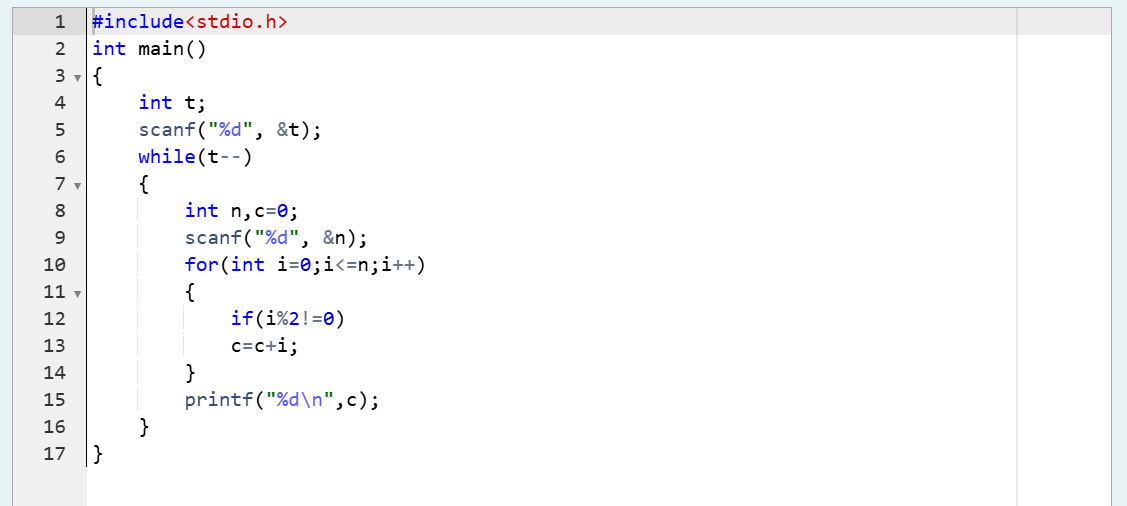 1 #include<stdio.h>
2 int main()
3 {
4     int t;
5     scanf("%d", &t);
6     while(t--)
7     {
8         int n,c=0;
9         scanf("%d", &n);
10         for(int i=0;i<=n;i++)
11         {
12             if(i%2!=0)
13             c=c+i;
14         }
15         printf("%d\n",c);
16     }
17 }